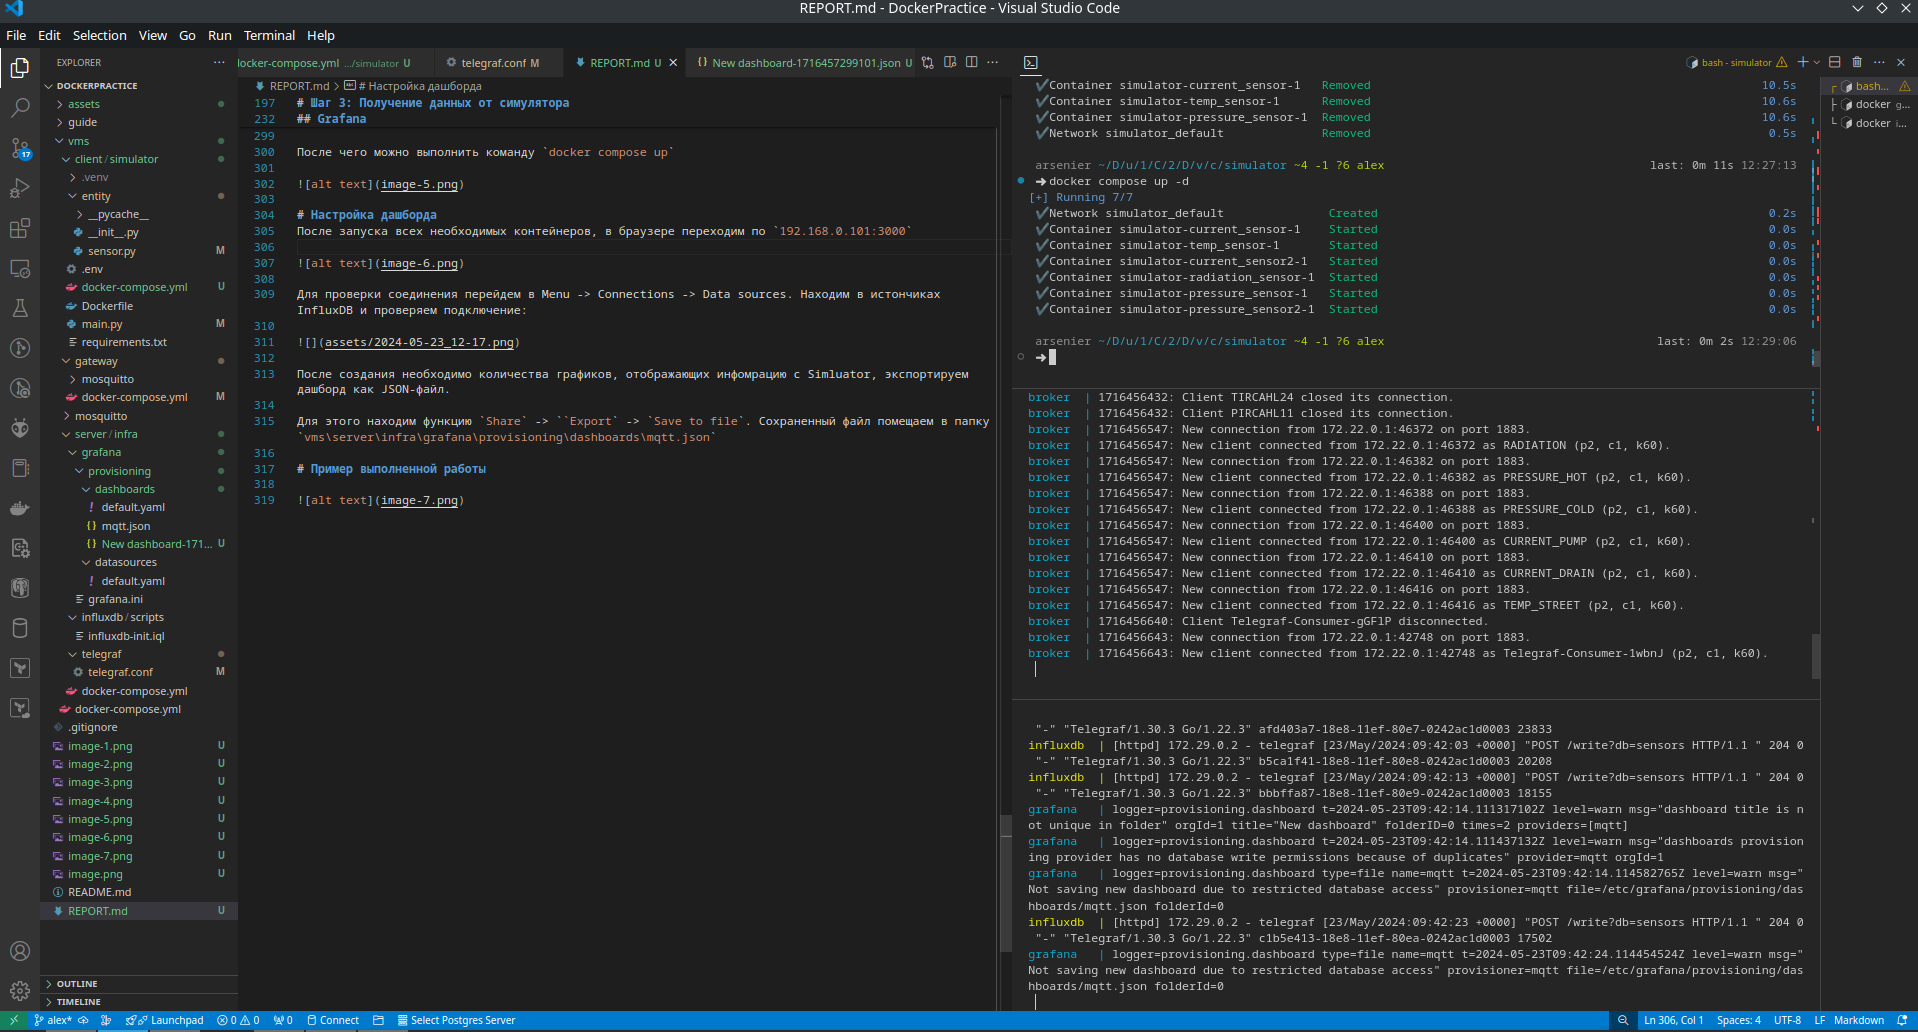 REPORT.md - DockerPractice - Visual Studio Code
File Edit Selection View Go Run Terminal Help
EXPLORER
DOCKERPRACTICE
assets
guide
vms
client / simulator
.venv
entity
__pycache__
__init__.py
sensor.py M
.env
docker-compose.yml U
Dockerfile
main.py M
requirements.txt
gateway
mosquitto
docker-compose.yml M
mosquitto
server / infra
grafana
provisioning
dashboards
default.yaml
mqtt.json
New dashboard-171... U
datasources
default.yaml
grafana.ini
influxdb / scripts
influxdb-init.iql
telegraf
telegraf.conf M
docker-compose.yml
docker-compose.yml
.gitignore
image-1.png U
image-2.png U
image-3.png U
image-4.png U
image-5.png U
image-6.png U
image-7.png U
image.png U
README.md
REPORT.md U
OUTLINE
TIMELINE
17
locker-compose.yml .../simulator U
telegraf.conf M
REPORT.md U
New dashboard-1716457299101.json U
REPORT.md > # Настройка дашборда
197 # Шаг 3: Получение данных от симулятора
232 ## Grafana
299
300 После чего можно выполнить команду `docker compose up`
301
302 ![alt text](image-5.png)
303
304 # Настройка дашборда
305 После запуска всех необходимых контейнеров, в браузере переходим по `192.168.0.101:3000`
306
307 ![alt text](image-6.png)
308
309 Для проверки соединения перейдем в Menu -> Connections -> Data sources. Находим в истончиках
InfluxDB и проверяем подключение:
310
311 ![](assets/2024-05-23_12-17.png)
312
313 После создания необходимо количества графиков, отображающих инфомрацию с Simluator, экспортируем
дашборд как JSON-файл.
314
315 Для этого находим функцию `Share` -> ``Export` -> `Save to file`. Сохраненный файл помещаем в папку
`vms\server\infra\grafana\provisioning\dashboards\mqtt.json`
316
317 # Пример выполненной работы
318
319 ![alt text](image-7.png)
bash - simulator
bash...
docker g...
docker i...
✔Container simulator-current_sensor-1 Removed 10.5s
✔Container simulator-temp_sensor-1 Removed 10.6s
✔Container simulator-pressure_sensor-1 Removed 10.6s
✔Network simulator_default Removed 0.5s
arsenier ~/D/u/1/C/2/D/v/c/simulator ~4 -1 ?6 alex last: 0m 11s 12:27:13
➜docker compose up -d
[+] Running 7/7
✔Network simulator_default Created 0.2s
✔Container simulator-current_sensor-1 Started 0.0s
✔Container simulator-temp_sensor-1 Started 0.0s
✔Container simulator-current_sensor2-1 Started 0.0s
✔Container simulator-radiation_sensor-1 Started 0.0s
✔Container simulator-pressure_sensor-1 Started 0.0s
✔Container simulator-pressure_sensor2-1 Started 0.0s
arsenier ~/D/u/1/C/2/D/v/c/simulator ~4 -1 ?6 alex last: 0m 2s 12:29:06
➜
broker | 1716456432: Client TIRCAHL24 closed its connection.
broker | 1716456432: Client PIRCAHL11 closed its connection.
broker | 1716456547: New connection from 172.22.0.1:46372 on port 1883.
broker | 1716456547: New client connected from 172.22.0.1:46372 as RADIATION (p2, c1, k60).
broker | 1716456547: New connection from 172.22.0.1:46382 on port 1883.
broker | 1716456547: New client connected from 172.22.0.1:46382 as PRESSURE_HOT (p2, c1, k60).
broker | 1716456547: New connection from 172.22.0.1:46388 on port 1883.
broker | 1716456547: New client connected from 172.22.0.1:46388 as PRESSURE_COLD (p2, c1, k60).
broker | 1716456547: New connection from 172.22.0.1:46400 on port 1883.
broker | 1716456547: New client connected from 172.22.0.1:46400 as CURRENT_PUMP (p2, c1, k60).
broker | 1716456547: New connection from 172.22.0.1:46410 on port 1883.
broker | 1716456547: New client connected from 172.22.0.1:46410 as CURRENT_DRAIN (p2, c1, k60).
broker | 1716456547: New connection from 172.22.0.1:46416 on port 1883.
broker | 1716456547: New client connected from 172.22.0.1:46416 as TEMP_STREET (p2, c1, k60).
broker | 1716456640: Client Telegraf-Consumer-gGFlP disconnected.
broker | 1716456643: New connection from 172.22.0.1:42748 on port 1883.
broker | 1716456643: New client connected from 172.22.0.1:42748 as Telegraf-Consumer-1wbnJ (p2, c1, k60).
"-" "Telegraf/1.30.3 Go/1.22.3" afd403a7-18e8-11ef-80e7-0242ac1d0003 23833
influxdb | [httpd] 172.29.0.2 - telegraf [23/May/2024:09:42:03 +0000] "POST /write?db=sensors HTTP/1.1 " 204 0
"-" "Telegraf/1.30.3 Go/1.22.3" b5ca1f41-18e8-11ef-80e8-0242ac1d0003 20208
influxdb | [httpd] 172.29.0.2 - telegraf [23/May/2024:09:42:13 +0000] "POST /write?db=sensors HTTP/1.1 " 204 0
"-" "Telegraf/1.30.3 Go/1.22.3" bbbffa87-18e8-11ef-80e9-0242ac1d0003 18155
grafana | logger=provisioning.dashboard t=2024-05-23T09:42:14.111317102Z level=warn msg="dashboard title is n
ot unique in folder" orgId=1 title="New dashboard" folderID=0 times=2 providers=[mqtt]
grafana | logger=provisioning.dashboard t=2024-05-23T09:42:14.111437132Z level=warn msg="dashboards provision
ing provider has no database write permissions because of duplicates" provider=mqtt orgId=1
grafana | logger=provisioning.dashboard type=file name=mqtt t=2024-05-23T09:42:14.114582765Z level=warn msg="
Not saving new dashboard due to restricted database access" provisioner=mqtt file=/etc/grafana/provisioning/das
hboards/mqtt.json folderId=0
influxdb | [httpd] 172.29.0.2 - telegraf [23/May/2024:09:42:23 +0000] "POST /write?db=sensors HTTP/1.1 " 204 0
"-" "Telegraf/1.30.3 Go/1.22.3" c1b5e413-18e8-11ef-80ea-0242ac1d0003 17502
grafana | logger=provisioning.dashboard type=file name=mqtt t=2024-05-23T09:42:24.114454524Z level=warn msg="
Not saving new dashboard due to restricted database access" provisioner=mqtt file=/etc/grafana/provisioning/das
hboards/mqtt.json folderId=0
alex* Launchpad 0 0 0 Connect Select Postgres Server Ln 306, Col 1 Spaces: 4 UTF-8 LF Markdown